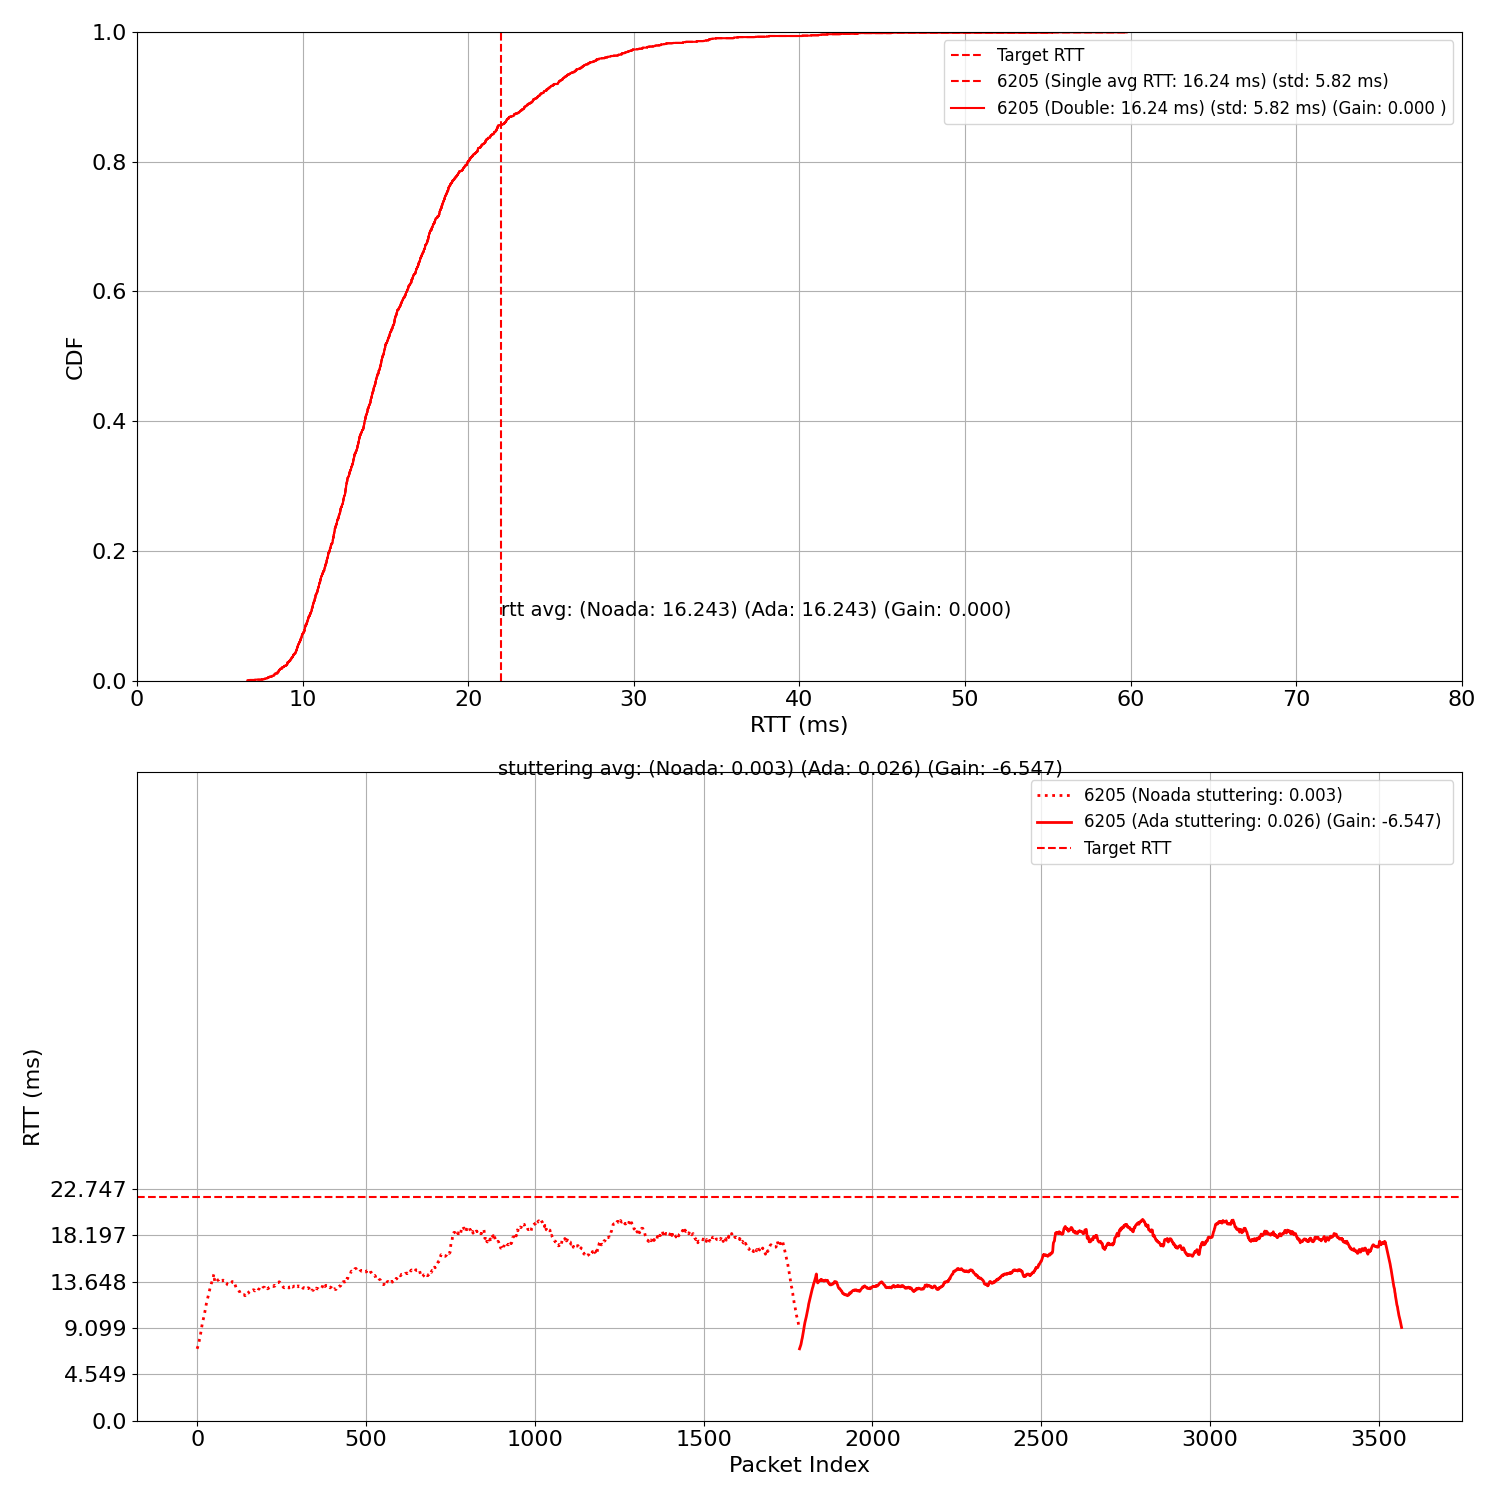 1.0
0.8
0.6
0.4
0.2
0.0
CDF
Target RTT
6205 (Single avg RTT: 16.24 ms) (std: 5.82 ms)
6205 (Double: 16.24 ms) (std: 5.82 ms) (Gain: 0.000 )
rtt avg: (Noada: 16.243) (Ada: 16.243) (Gain: 0.000)
0 10 20 30 40 50 60 70 80
RTT (ms)
stuttering avg: (Noada: 0.003) (Ada: 0.026) (Gain: -6.547)
6205 (Noada stuttering: 0.003)
6205 (Ada stuttering: 0.026) (Gain: -6.547)
Target RTT
RTT (ms)
22.747
18.197
13.648
9.099
4.549
0.0
0 500 1000 1500 2000 2500 3000 3500
Packet Index